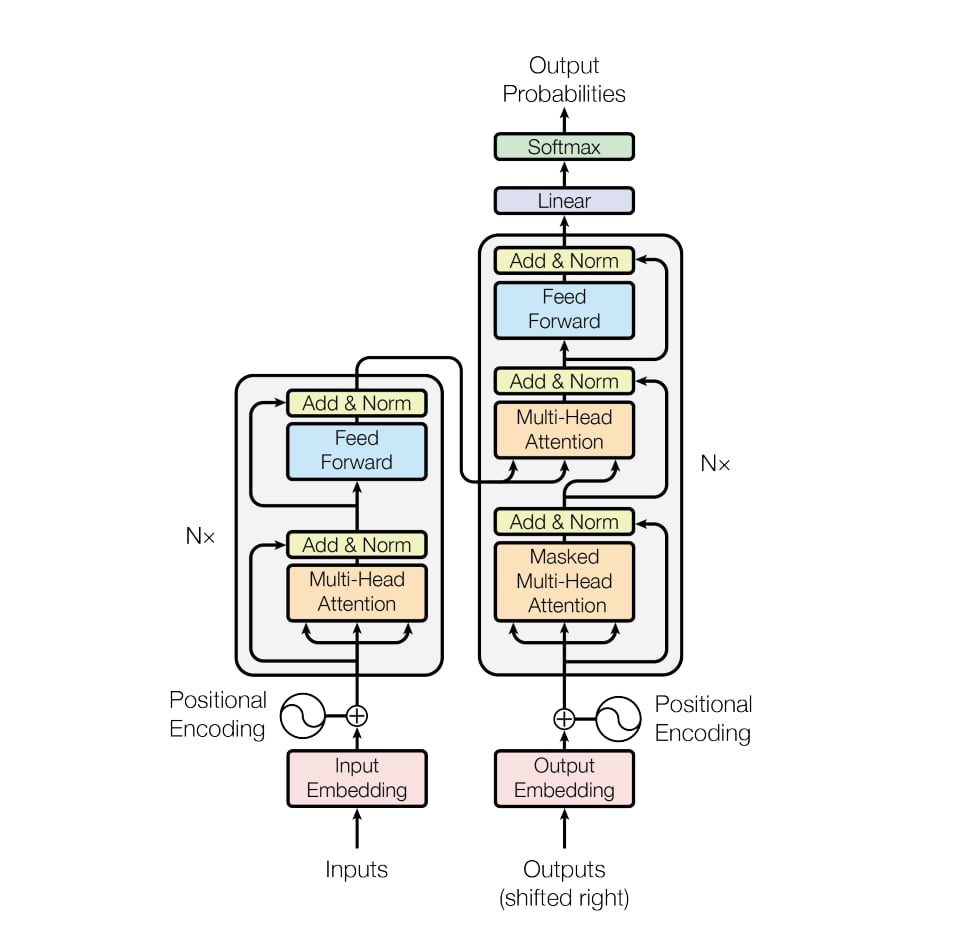 Output
Probabilities
Softmax
Linear
Add & Norm
Feed
Forward
Add & Norm
Multi-Head
Attention
Nx
Add & Norm
Masked
Multi-Head
Attention
Add & Norm
Feed
Forward
Nx
Add & Norm
Multi-Head
Attention
Positional
Encoding
Positional
Encoding
Input
Embedding
Output
Embedding
Inputs
Outputs
(shifted right)